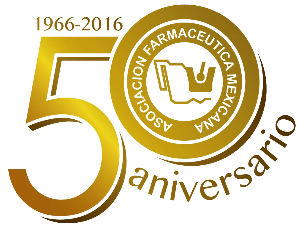 1966-2016
50
ASOCIACION FARMACEUTICA MEXICANA
aniversario